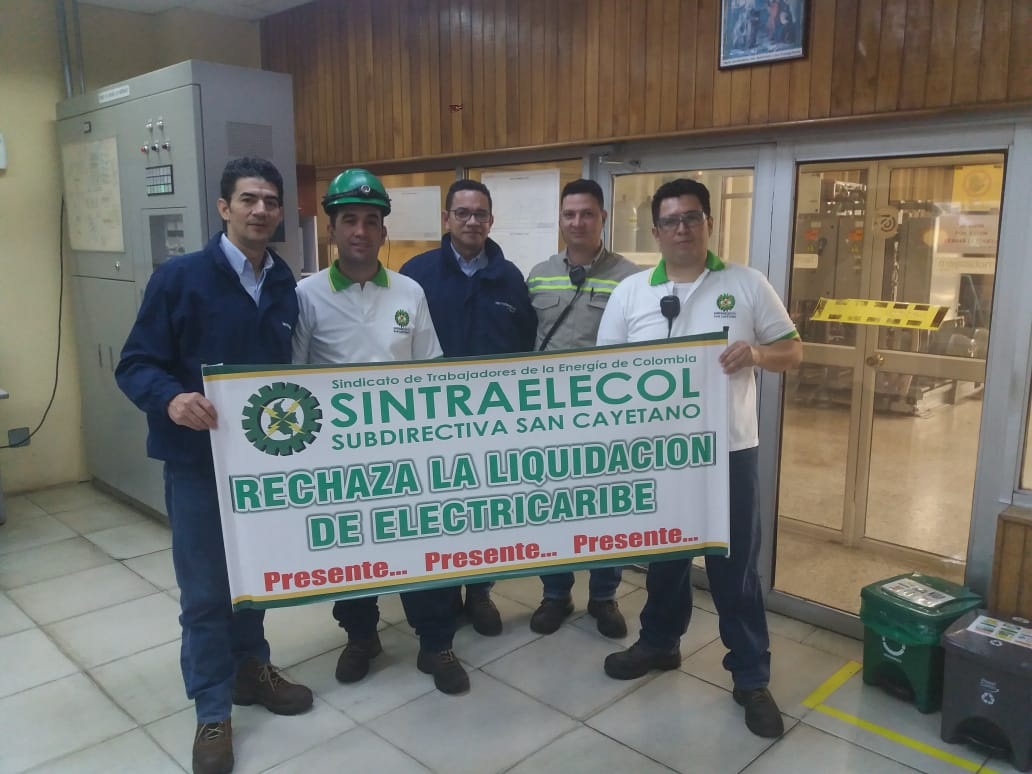 Sindicato de Trabajadores de la Energía de Colombia
SINTRAELECOL
SUBDIRECTIVA SAN CAYETANO
RECHAZA LA LIQUIDACION
DE ELECTRICARIBE
Presente... Presente... Presente...